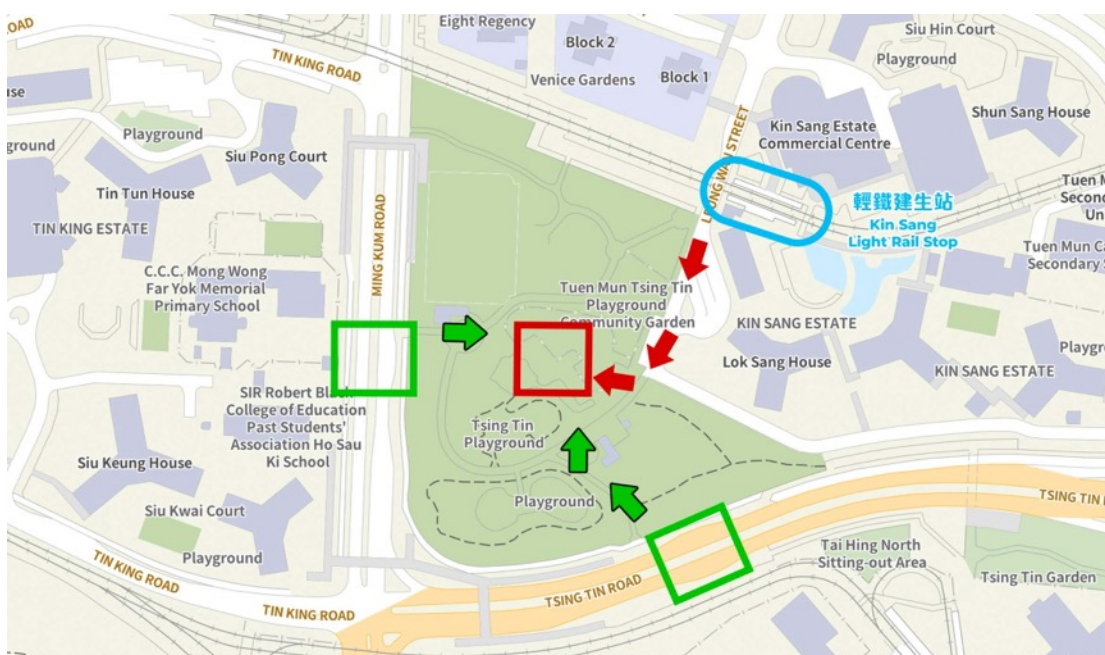 OAD
TIN KING ROAD
Eight Regency
Block 2
Venice Gardens
Block 1
Siu Hin Court
Playground
Kin Sang Estate
Commercial Centre
Shun Sang House
use
Playground
ground
Siu Pong Court
Tin Tun House
TIN KING ESTATE
MING KUM ROAD
LEUNG WAN STREET
輕鐵建生站
Kin Sang
Light Rail Stop
Tuen M
Second
Un
Tuen Mun Ca
Secondary S
C.C.C. Mong Wong
Far Yok Memorial
Primary School
Tuen Mun Tsing Tin
Playground
Community Garden
KIN SANG ESTATE
Lok Sang House
Playgro
KIN SANG ESTATE
SIR Robert Black
College of Education
Past Students'
Association Ho Sau
Ki School
Tsing Tin
Playground
Siu Keung House
Playground
Siu Kwai Court
Playground
TSING TIN
Tai Hing North
Sitting-out Area
Tsing Tin Garden
TIN KING ROAD
TIN KING ROAD
TSING TIN ROAD